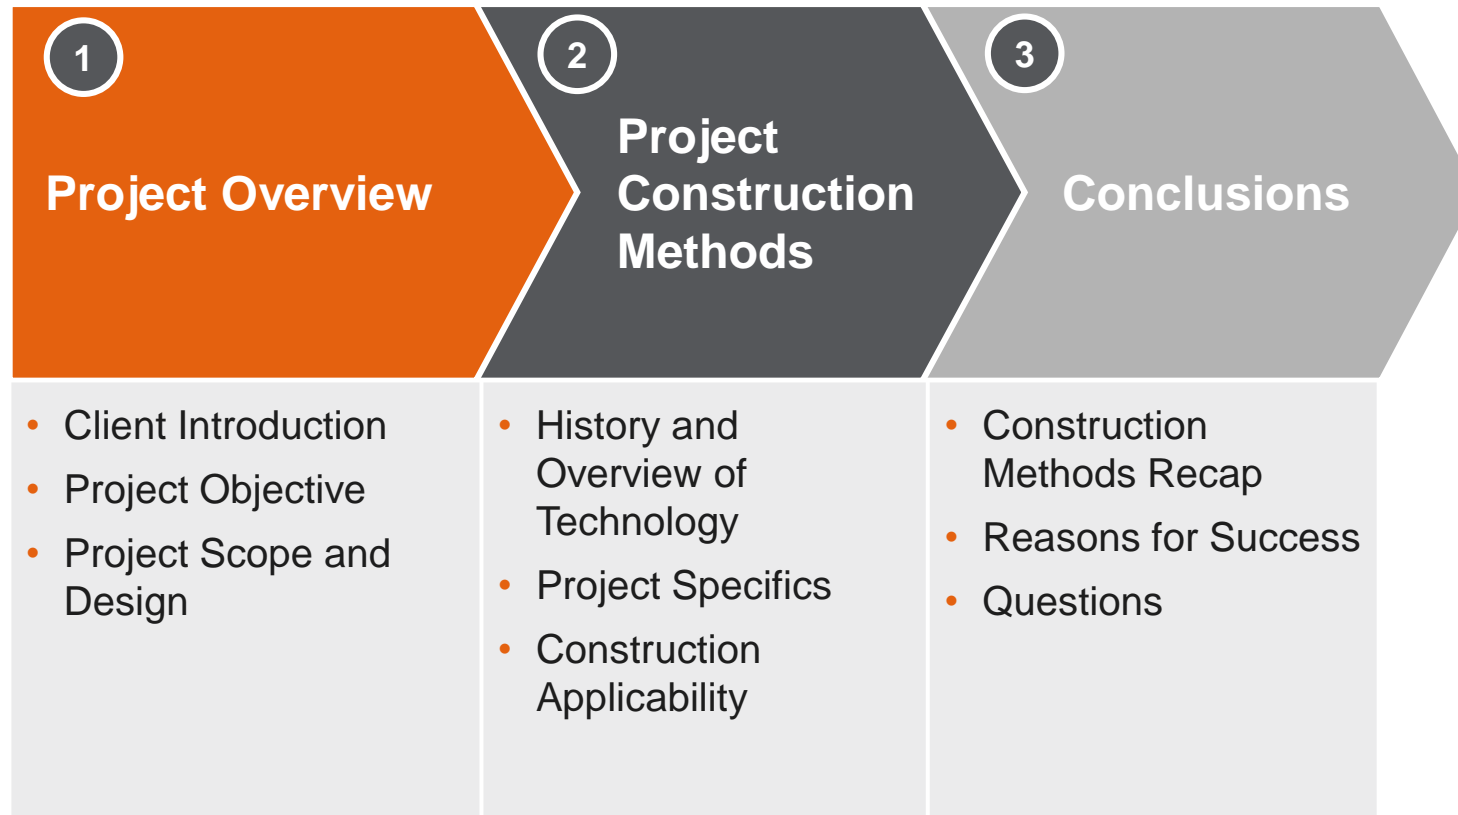 1
Project Overview
• Client Introduction
• Project Objective
• Project Scope and
Design
2
Project
Construction
Methods
• History and
Overview of
Technology
• Project Specifics
• Construction
Applicability
3
Conclusions
• Construction
Methods Recap
• Reasons for Success
• Questions